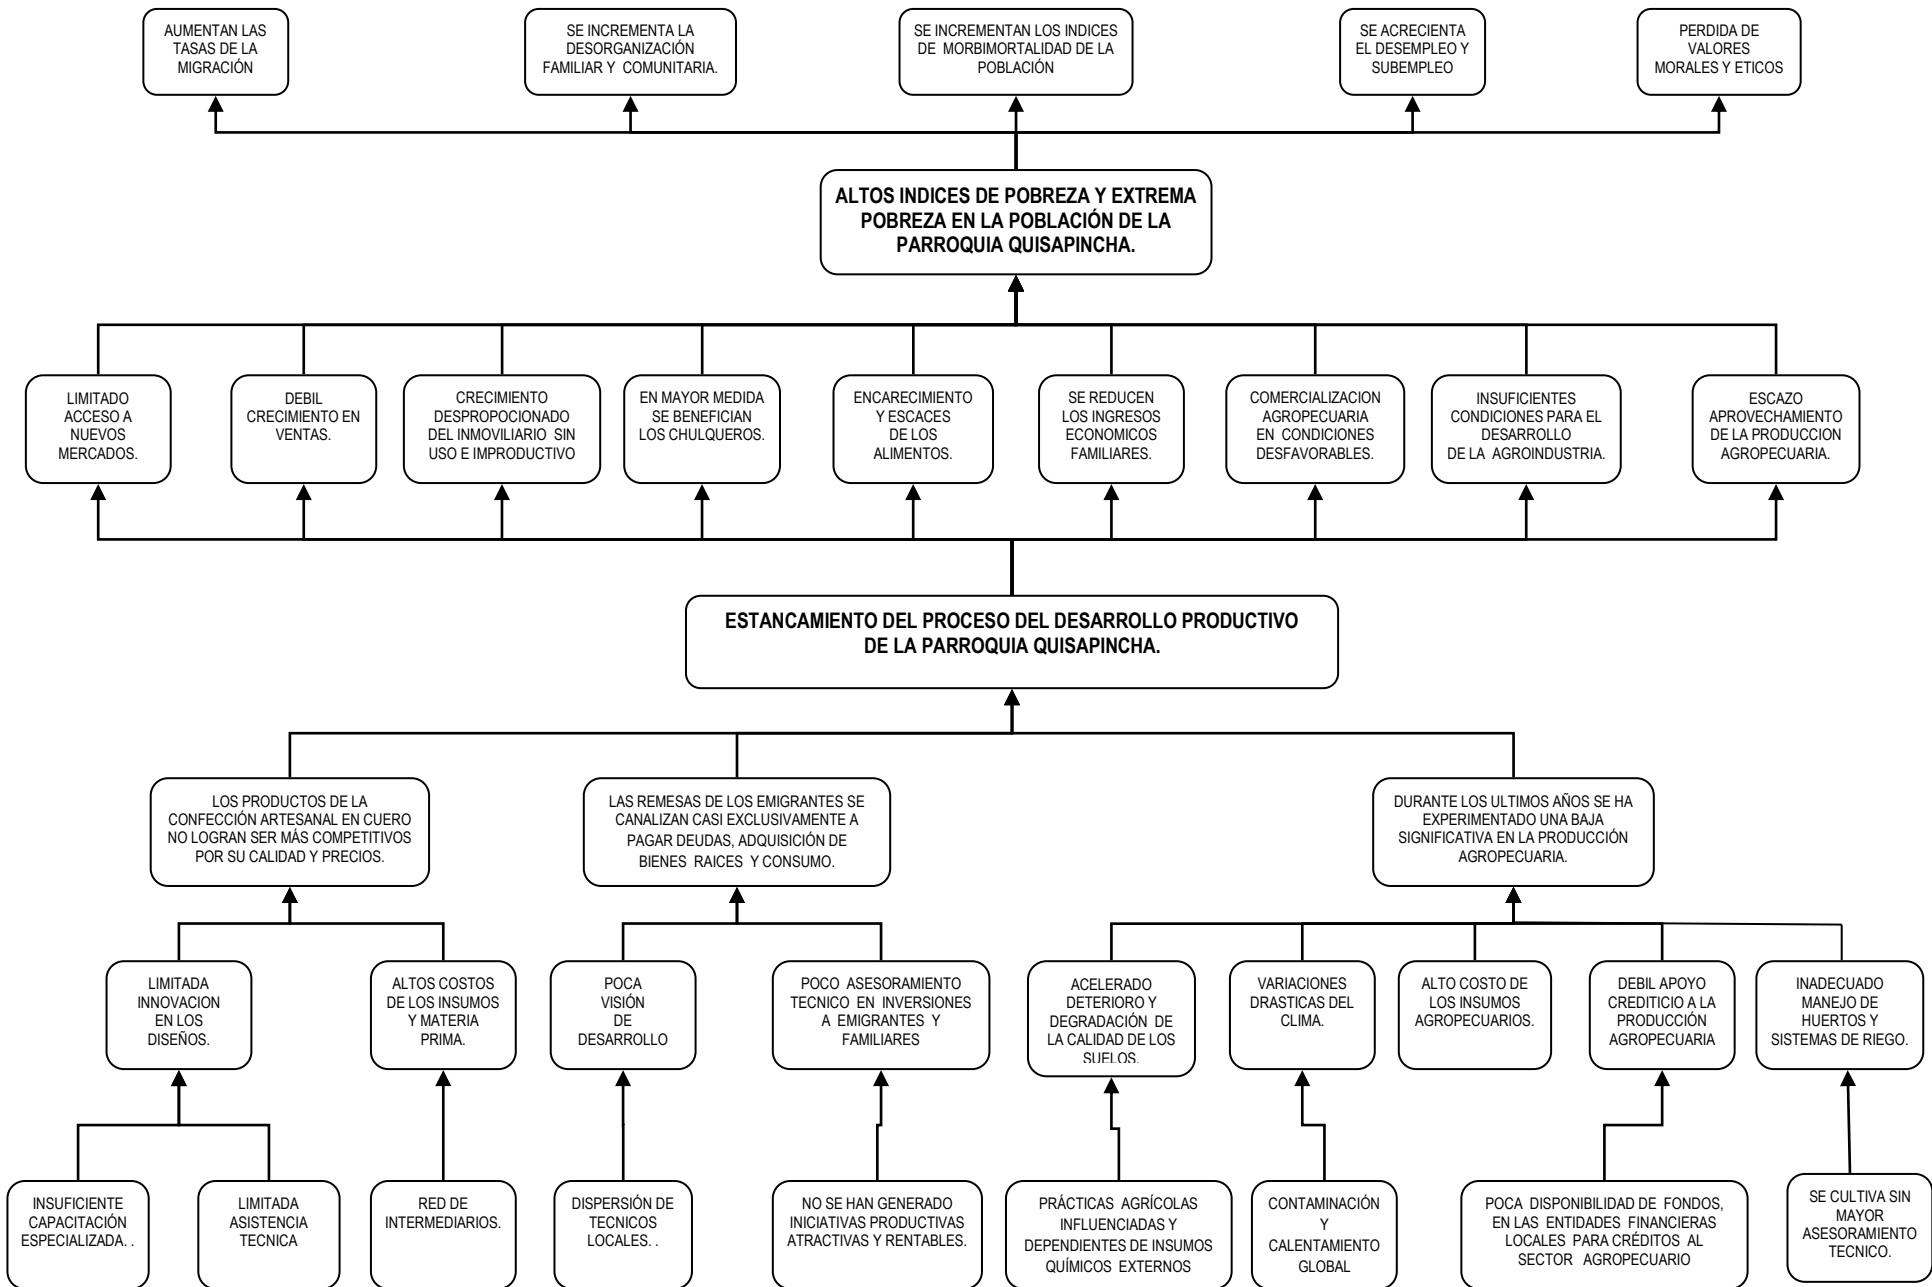 AUMENTAN LAS
TASAS DE LA
MIGRACIÓN
SE INCREMENTA LA
DESORGANIZACIÓN
FAMILIAR Y COMUNITARIA.
SE INCREMENTAN LOS INDICES
DE MORBIMORTALIDAD DE LA
POBLACIÓN
SE ACRECIENTA
EL DESEMPLEO Y
SUBEMPLEO
PERDIDA DE
VALORES
MORALES Y ETICOS
ALTOS INDICES DE POBREZA Y EXTREMA
POBREZA EN LA POBLACIÓN DE LA
PARROQUIA QUISAPINCHA.
LIMITADO
ACCESO A
NUEVOS
MERCADOS.
DEBIL
CRECIMIENTO EN
VENTAS.
CRECIMIENTO
DESPROPOCIONADO
DEL INMOVILIARIO SIN
USO E IMPRODUCTIVO
EN MAYOR MEDIDA
SE BENEFICIAN
LOS CHULQUEROS.
ENCARECIMIENTO
Y ESCACES
DE LOS
ALIMENTOS.
SE REDUCEN
LOS INGRESOS
ECONOMICOS
FAMILIARES.
COMERCIALIZACION
AGROPECUARIA
EN CONDICIONES
DESFAVORABLES.
INSUFICIENTES
CONDICIONES PARA EL
DESARROLLO
DE LA AGROINDUSTRIA.
ESCAZO
APROVECHAMIENTO
DE LA PRODUCCION
AGROPECUARIA.
ESTANCAMIENTO DEL PROCESO DEL DESARROLLO PRODUCTIVO
DE LA PARROQUIA QUISAPINCHA.
LOS PRODUCTOS DE LA
CONFECCIÓN ARTESANAL EN CUERO
NO LOGRAN SER MÁS COMPETITIVOS
POR SU CALIDAD Y PRECIOS.
LAS REMESAS DE LOS EMIGRANTES SE
CANALIZAN CASI EXCLUSIVAMENTE A
PAGAR DEUDAS, ADQUISICIÓN DE
BIENES RAICES Y CONSUMO.
DURANTE LOS ULTIMOS AÑOS SE HA
EXPERIMENTADO UNA BAJA
SIGNIFICATIVA EN LA PRODUCCIÓN
AGROPECUARIA.
LIMITADA
INNOVACION
EN LOS
DISEÑOS.
ALTOS COSTOS
DE LOS INSUMOS
Y MATERIA
PRIMA.
POCA
VISIÓN
DE
DESARROLLO
POCO ASESORAMIENTO
TECNICO EN INVERSIONES
A EMIGRANTES Y
FAMILIARES
ACELERADO
DETERIORO Y
DEGRADACIÓN DE
LA CALIDAD DE LOS
SUELOS.
VARIACIONES
DRASTICAS DEL
CLIMA.
ALTO COSTO DE
LOS INSUMOS
AGROPECUARIOS.
DEBIL APOYO
CREDITICIO A LA
PRODUCCIÓN
AGROPECUARIA
INADECUADO
MANEJO DE
HUERTOS Y
SISTEMAS DE RIEGO.
INSUFICIENTE
CAPACITACIÓN
ESPECIALIZADA. .
LIMITADA
ASISTENCIA
TECNICA
RED DE
INTERMEDIARIOS.
DISPERSIÓN DE
TECNICOS
LOCALES. .
NO SE HAN GENERADO
INICIATIVAS PRODUCTIVAS
ATRACTIVAS Y RENTABLES.
PRÁCTICAS AGRÍCOLAS
INFLUENCIADAS Y
DEPENDIENTES DE INSUMOS
QUÍMICOS EXTERNOS
CONTAMINACIÓN
Y
CALENTAMIENTO
GLOBAL
POCA DISPONIBILIDAD DE FONDOS,
EN LAS ENTIDADES FINANCIERAS
LOCALES PARA CRÉDITOS AL
SECTOR AGROPECUARIO
SE CULTIVA SIN
MAYOR
ASESORAMIENTO
TECNICO.